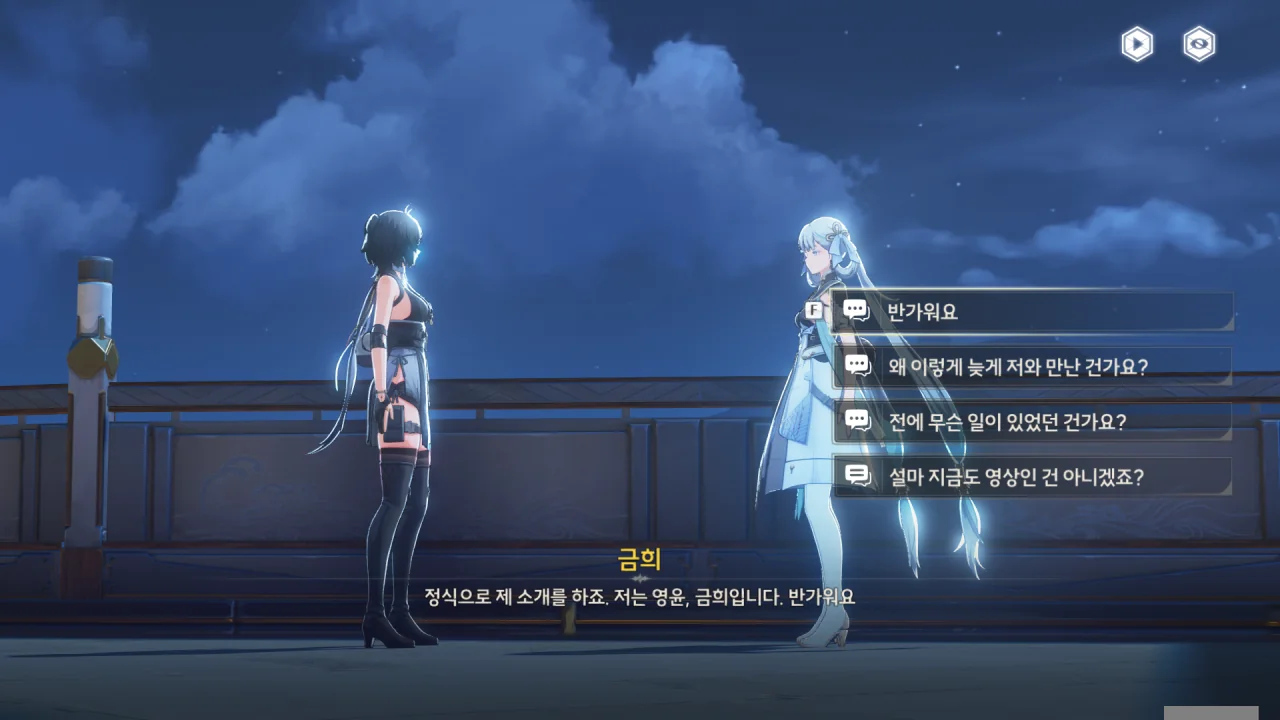 F 반가워요
왜 이렇게 늦게 저와 만난 건가요?
전에 무슨 일이 있었던 건가요?
설마 지금도 영상인 건 아니겠죠?
금희
정식으로 제 소개를 하죠. 저는 영윤, 금희입니다. 반가워요